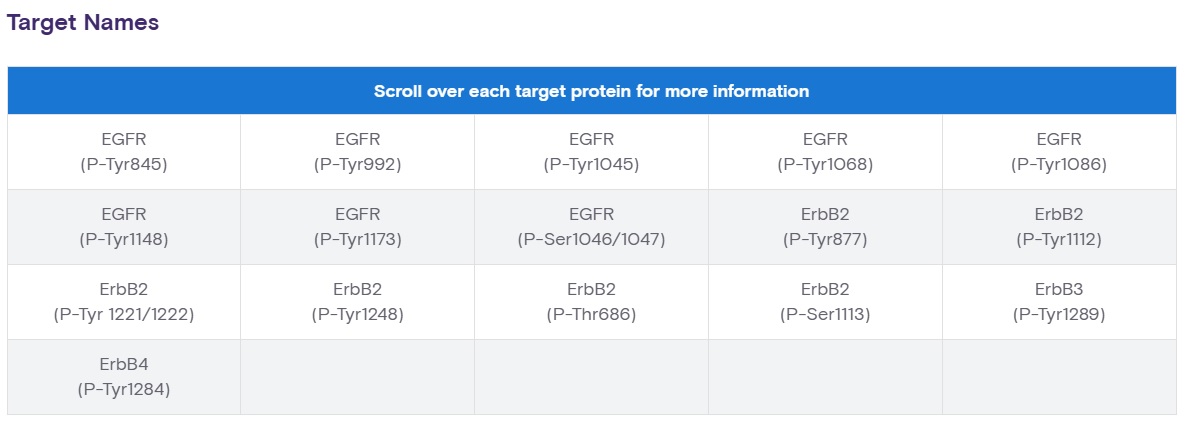 Target Names
Scroll over each target protein for more information
EGFR
(P-Tyr845)
EGFR
(P-Tyr992)
EGFR
(P-Tyr1045)
EGFR
(P-Tyr1068)
EGFR
(P-Tyr1086)
EGFR
(P-Tyr1148)
EGFR
(P-Tyr1173)
EGFR
(P-Ser1046/1047)
ErbB2
(P-Tyr877)
ErbB2
(P-Tyr1112)
ErbB2
(P-Tyr 1221/1222)
ErbB2
(P-Tyr1248)
ErbB2
(P-Thr686)
ErbB2
(P-Ser1113)
ErbB3
(P-Tyr1289)
ErbB4
(P-Tyr1284)